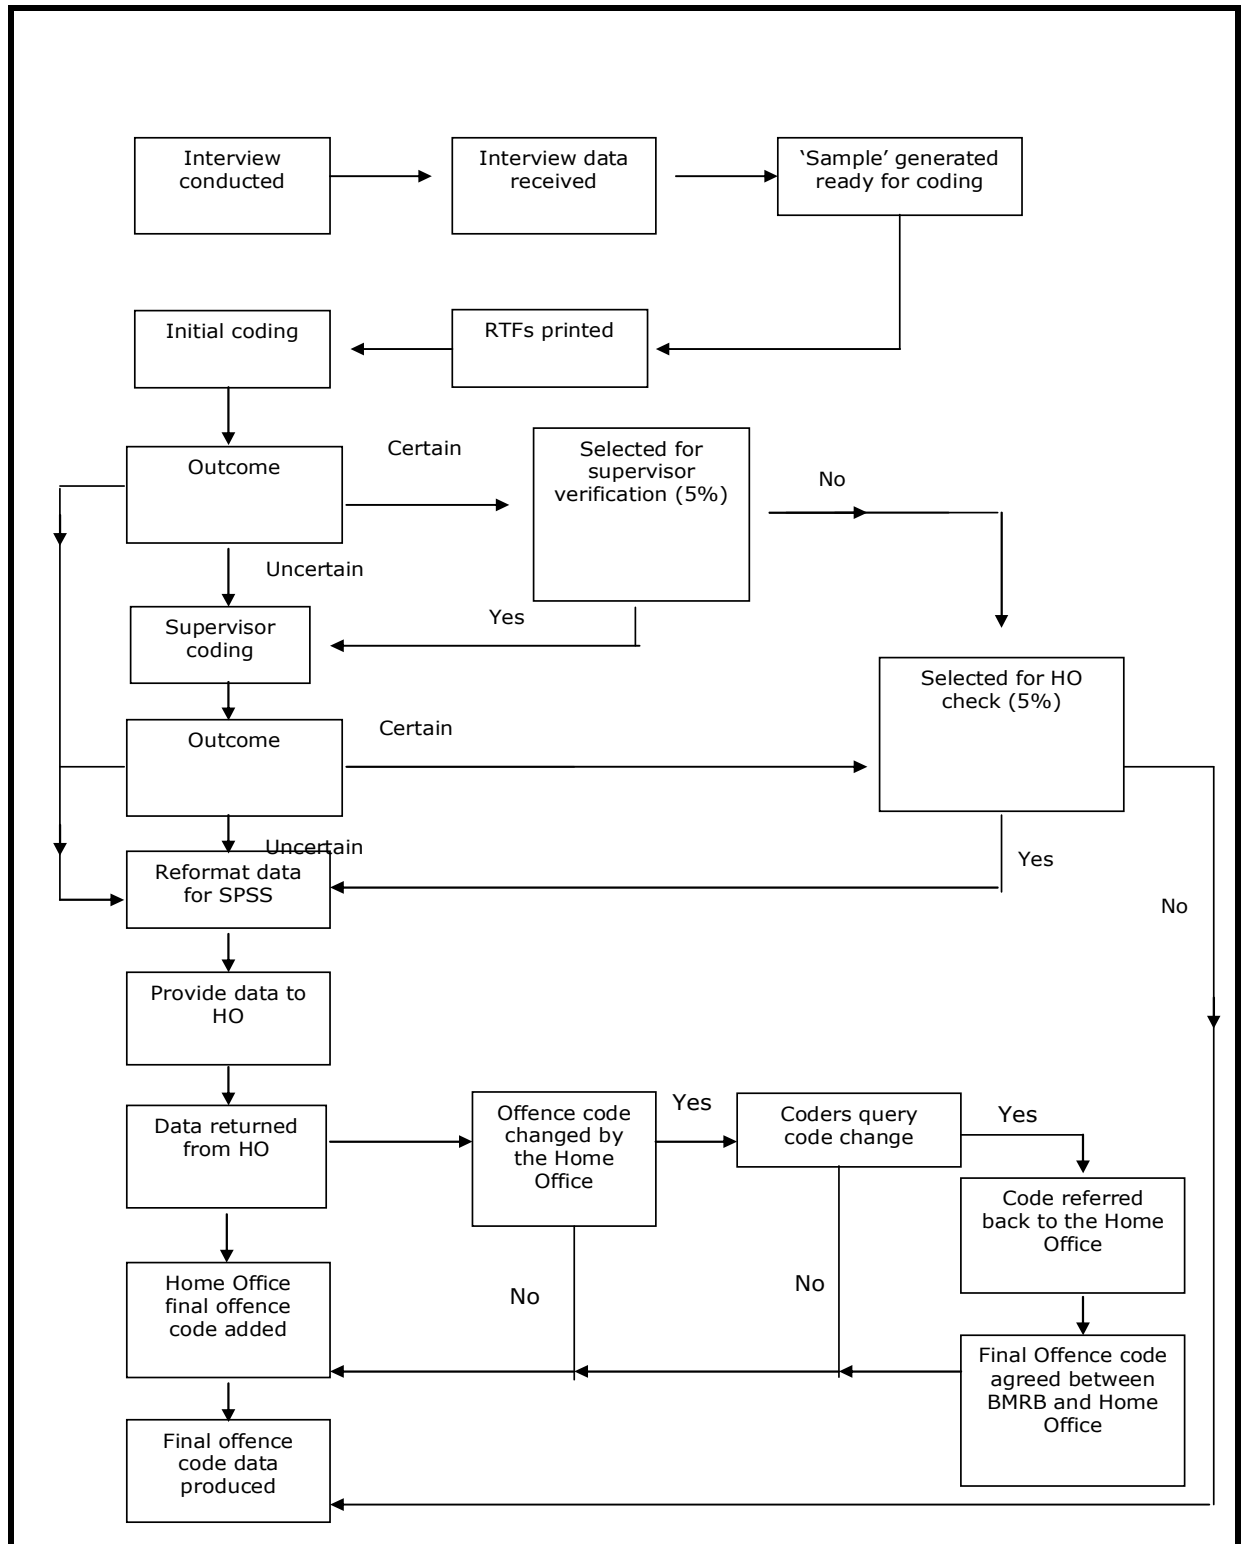 Interview
conducted
Interview data
received
‘Sample’ generated
ready for coding
Initial coding
RTFs printed
Outcome
Certain
Selected for
supervisor
verification (5%)
No
Uncertain
Supervisor
coding
Yes
Selected for HO
check (5%)
Outcome
Certain
Uncertain
Reformat data
for SPSS
Yes
No
Provide data to
HO
Data returned
from HO
Offence code
changed by
the Home
Office
Yes
Coders query
code change
Yes
Code referred
back to the Home
Office
Home Office
final offence
code added
No
No
Final Offence code
agreed between
BMRB and Home
Office
Final offence
code data
produced